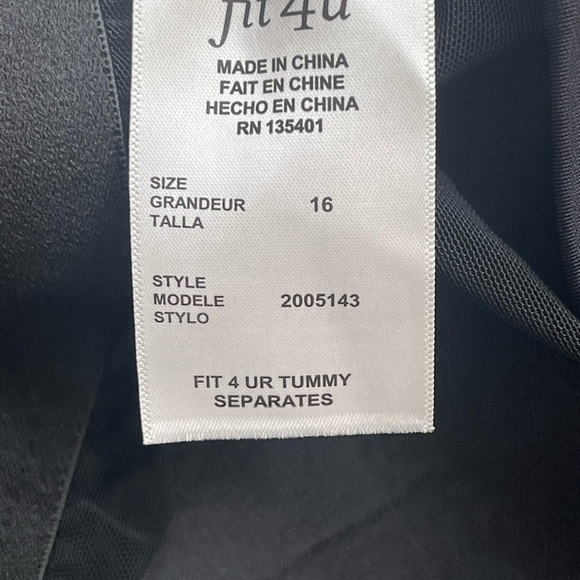 fit4u
MADE IN CHINA
FAIT EN CHINE
HECHO EN CHINA
RN 135401
SIZE
GRANDEUR 16
TALLA
STYLE
MODELE 2005143
STYLO
FIT 4 UR TUMMY
SEPARATES